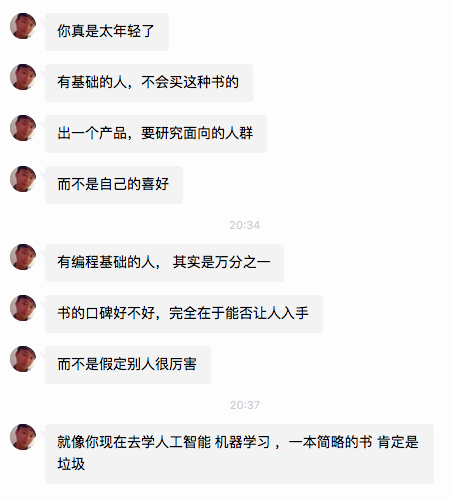 你真是太年轻了
有基础的人，不会买这种书的
出一个产品，要研究面向的人群
而不是自己的喜好
20:34
有编程基础的人， 其实是万分之一
书的口碑好不好，完全在于能否让人入手
而不是假定别人很厉害
20:37
就像你现在去学人工智能 机器学习 ，一本简略的书 肯定是
垃圾